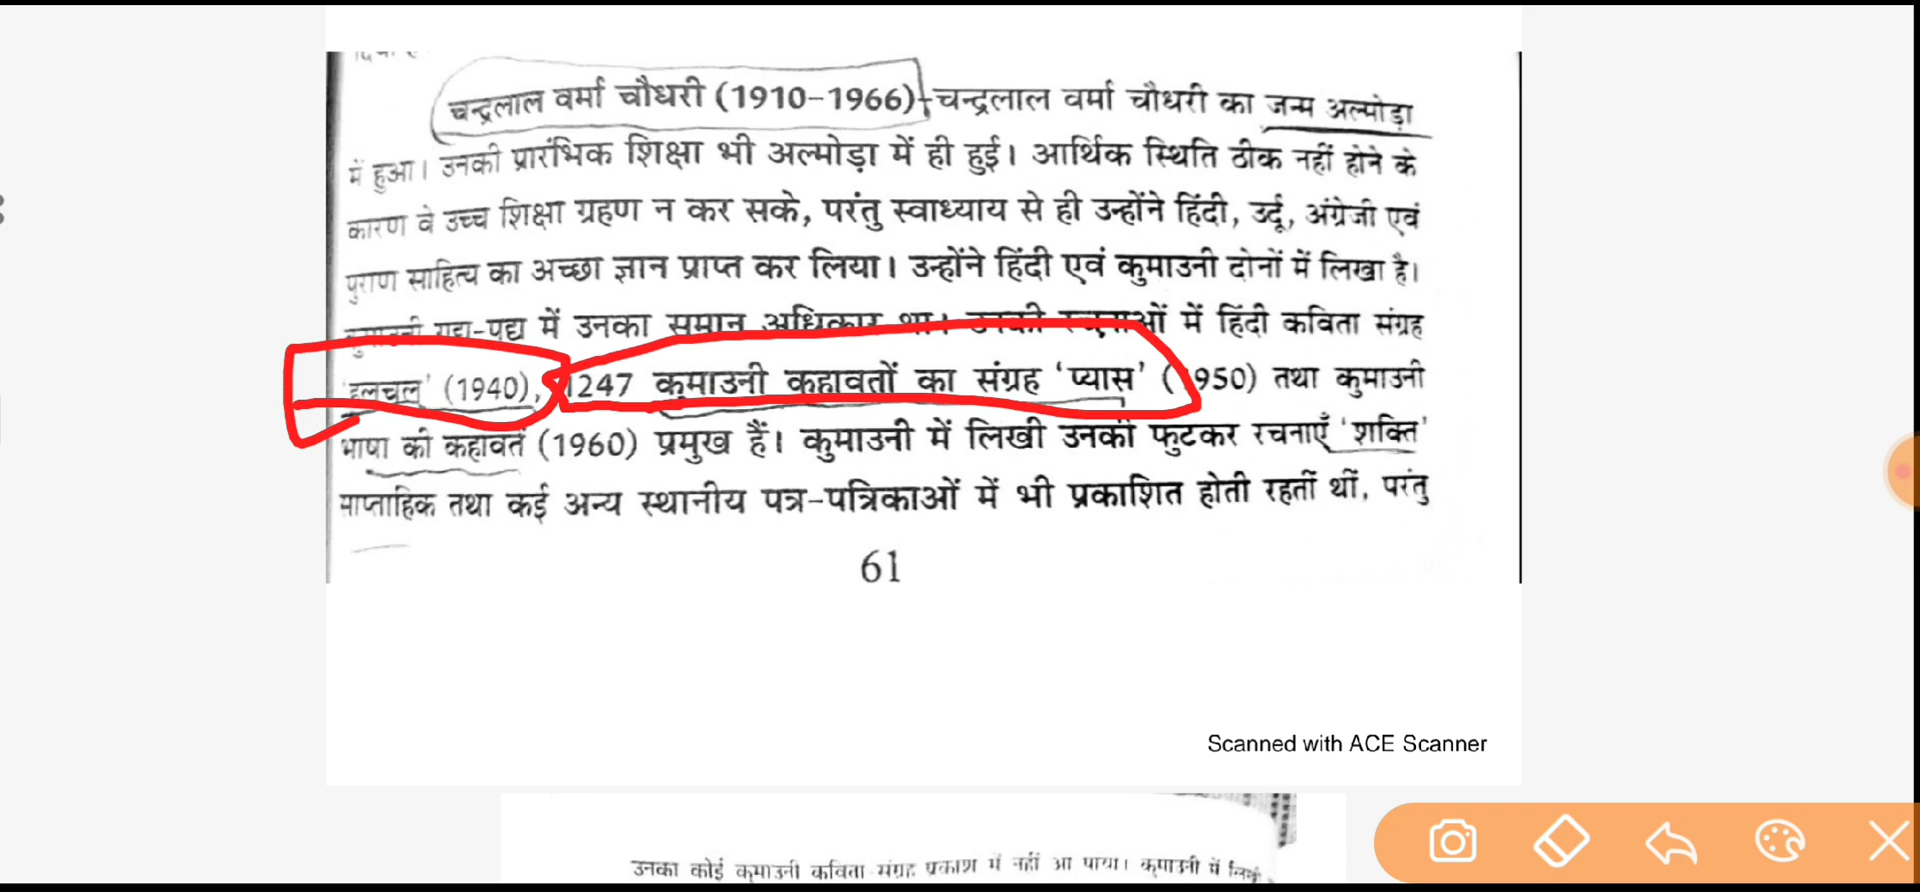 चन्द्रलाल वर्मा चौधरी (1910-1966)-चन्द्रलाल वर्मा चौधरी का जन्म अल्मोड़ा
में हुआ। उनकी प्रारंभिक शिक्षा भी अल्मोड़ा में ही हुई। आर्थिक स्थिति ठीक नहीं होने के
कारण वे उच्च शिक्षा ग्रहण न कर सके, परंतु स्वाध्याय से ही उन्होंने हिंदी, उर्दू, अंग्रेजी एवं
पुराण साहित्य का अच्छा ज्ञान प्राप्त कर लिया। उन्होंने हिंदी एवं कुमाउनी दोनों में लिखा है।
कुमाउनी गद्य-पद्य में उनका समान अधिकार था। उनकी रचनाओं में हिंदी कविता संग्रह
'हलचल' (1940), 1247 कुमाउनी कहावतों का संग्रह 'प्यास' (1950) तथा कुमाउनी
भाषा की कहावतें (1960) प्रमुख हैं। कुमाउनी में लिखी उनकी फुटकर रचनाएँ 'शक्ति'
साप्ताहिक तथा कई अन्य स्थानीय पत्र-पत्रिकाओं में भी प्रकाशित होती रहतीं थीं, परंतु
61
Scanned with ACE Scanner
उनका कोई कुमाउनी कविता संग्रह प्रकाश में नहीं आ पाया। कुमाउनी में